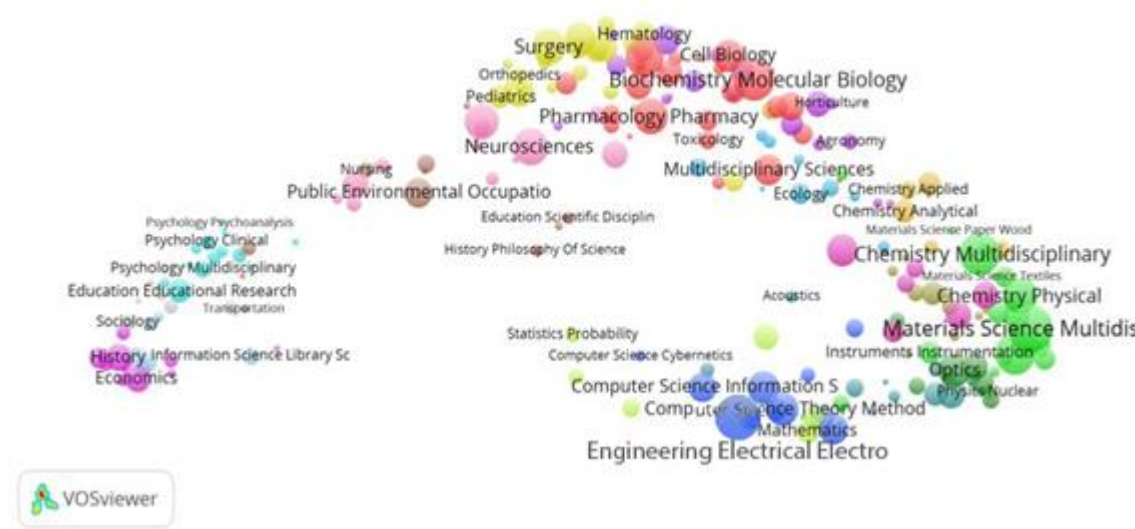 Hematology
Surgery
Cell Biology
Orthopedics
Biochemistry Molecular Biology
Pediatrics
Horticulture
Pharmacology Pharmacy
Toxicology
Agronomy
Neurosciences
Nursing
Multidisciplinary Sciences
Public Environmental Occupatio
Ecology
Chemistry Applied
Chemistry Analytical
Education Scientific Disciplin
Psychology Psychoanalysis
Materials Science Paper Wood
Psychology Clinical
History Philosophy Of Science
Chemistry Multidisciplinary
Psychology Multidisciplinary
Materials Science Textiles
Education Educational Research
Acoustics
Chemistry Physical
Transportation
Sociology
Statistics Probability
Materials Science Multidis
History
Information Science Library Sc
Computer Science Cybernetics
Instruments Instrumentation
Optics
Economics
Computer Science Information S
Physics Nuclear
Computer Science Theory Method
Mathematics
Engineering Electrical Electro
VOSviewer